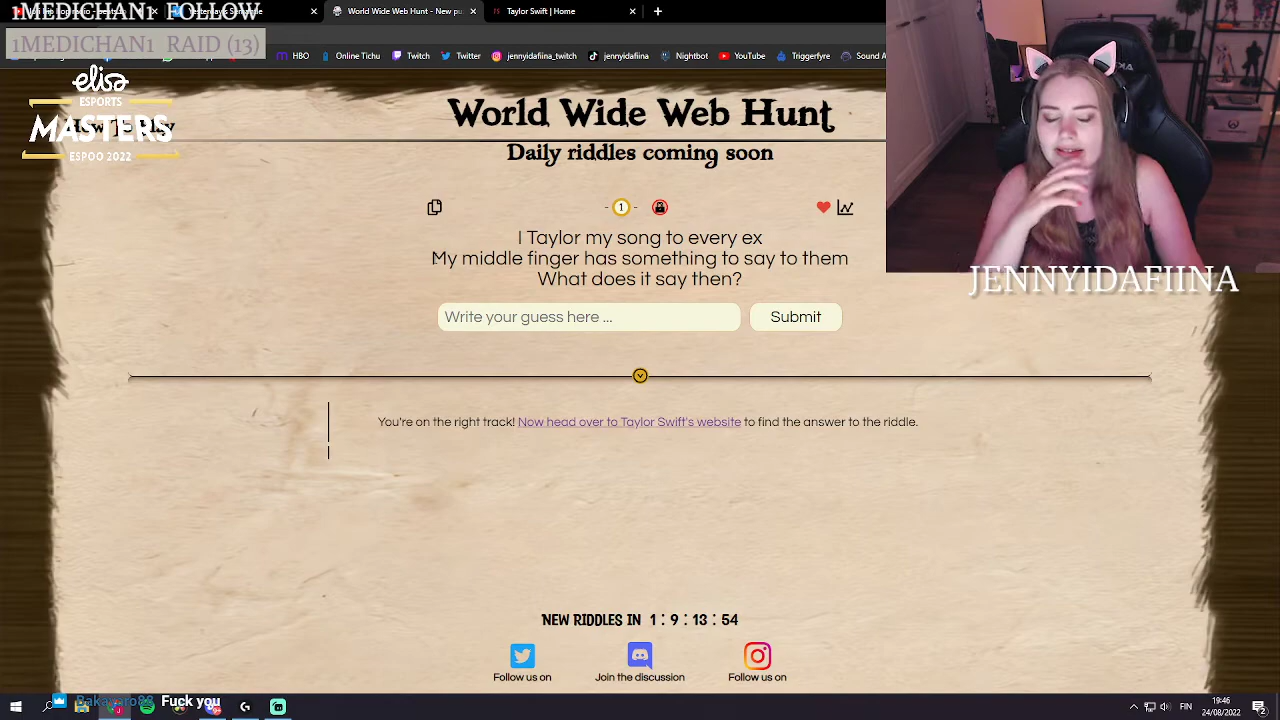 1MEDICHAN1 FOLLOW
World Wide Web Hunt - New pu
Taylor Swift | Home
1MEDICHAN1 RAID (13)
HBO
Online Tichu
Twitch
Twitter
jennyidafiina_twitch
jennyidafiina
Nightbot
YouTube
Triggerfyre
Sound A
elisa
ESPORTS
MASTERS
ESPOO 2022
World Wide Web Hunt
Daily riddles coming soon
- 1 -
I Taylor my song to every ex
My middle finger has something to say to them
What does it say then?
Write your guess here ...
Submit
JENNYIDAFIINA
You're on the right track! Now head over to Taylor Swift's website to find the answer to the riddle.
NEW RIDDLES IN 1 : 9 : 13 : 54
Follow us on
Join the discussion
Follow us on
Bakayaro88 Fuck you
FIN
19:46
24/08/2022
2